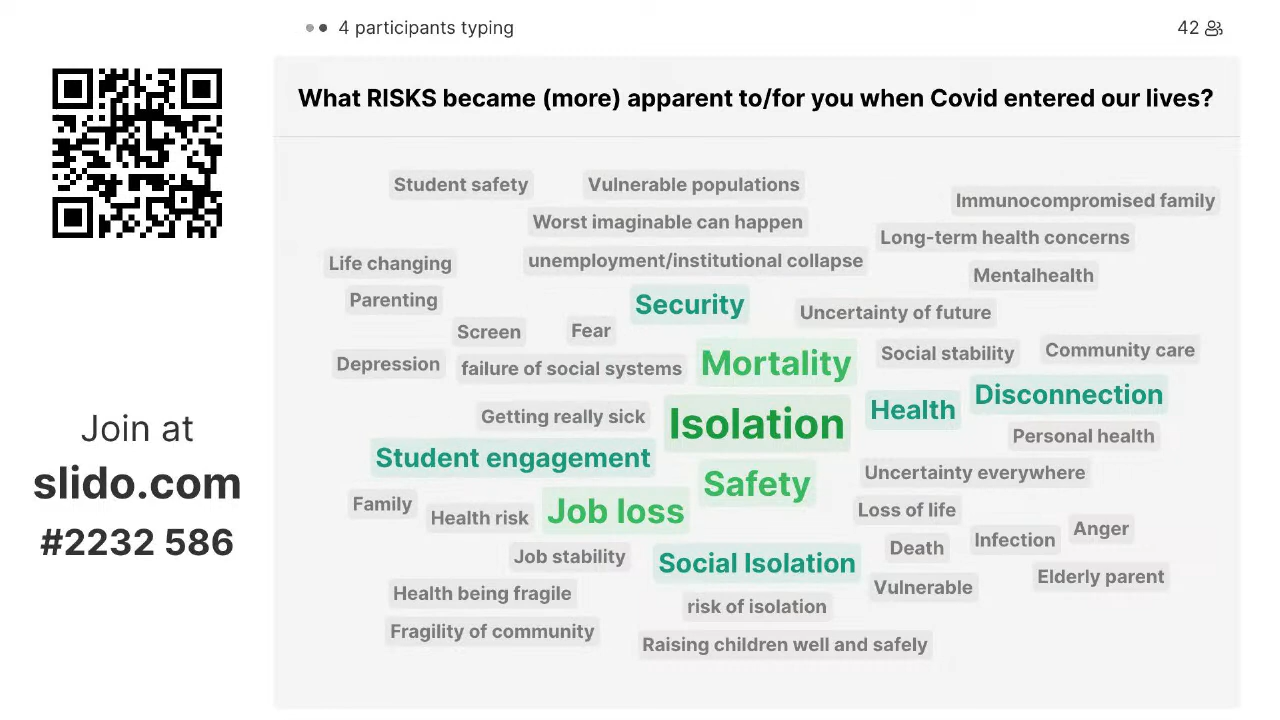 4 participants typing
42
What RISKS became (more) apparent to/for you when Covid entered our lives?
Student safety
Vulnerable populations
Immunocompromised family
Worst imaginable can happen
Long-term health concerns
Life changing
unemployment/institutional collapse
Mentalhealth
Parenting
Security
Uncertainty of future
Screen
Fear
Depression
failure of social systems
Mortality
Social stability
Community care
Getting really sick
Isolation
Health
Disconnection
Personal health
Student engagement
Safety
Uncertainty everywhere
Family
Health risk
Job loss
Loss of life
Anger
Job stability
Social Isolation
Death
Infection
Health being fragile
Vulnerable
Elderly parent
risk of isolation
Fragility of community
Raising children well and safely
Join at
slido.com
#2232 586